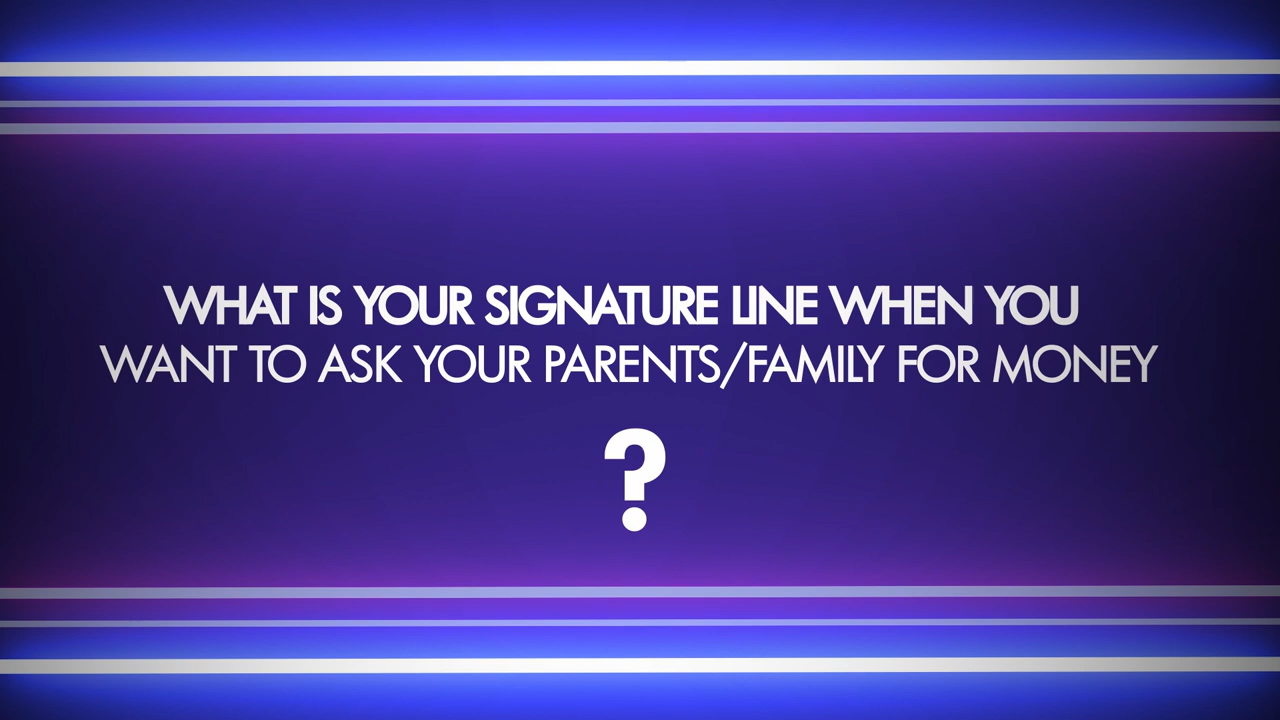 WHAT IS YOUR SIGNATURE LINE WHEN YOU
WANT TO ASK YOUR PARENTS/FAMILY FOR MONEY
?